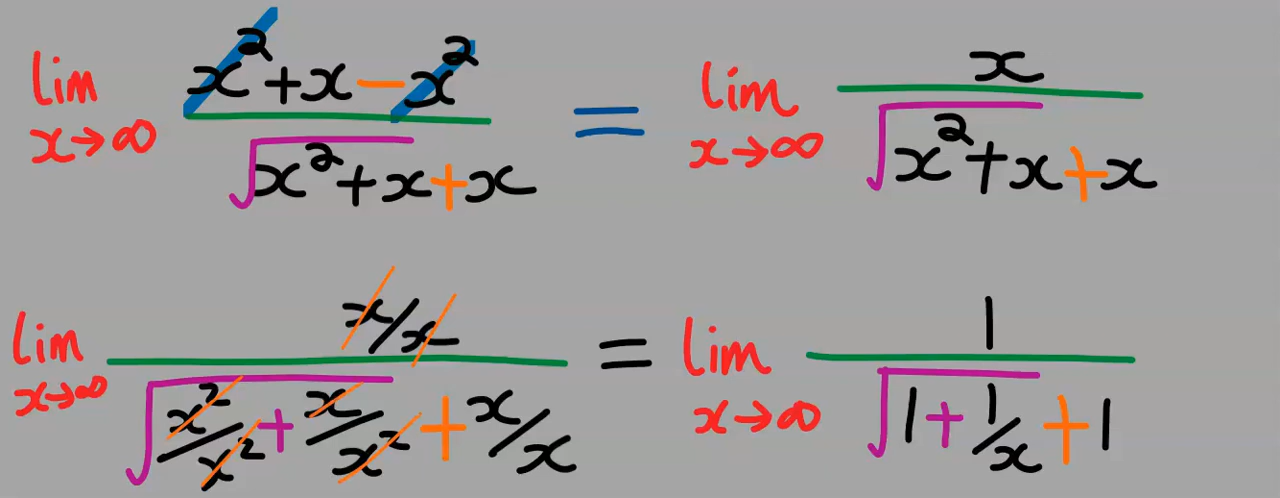 lim x→∞ (x² + x − x²) / (√(x² + x) + x) = lim x→∞ x / (√(x² + x) + x)
lim x→∞ (x/x) / (√(x²/x² + x/x²) + x/x) = lim x→∞ 1 / (√(1 + 1/x) + 1)